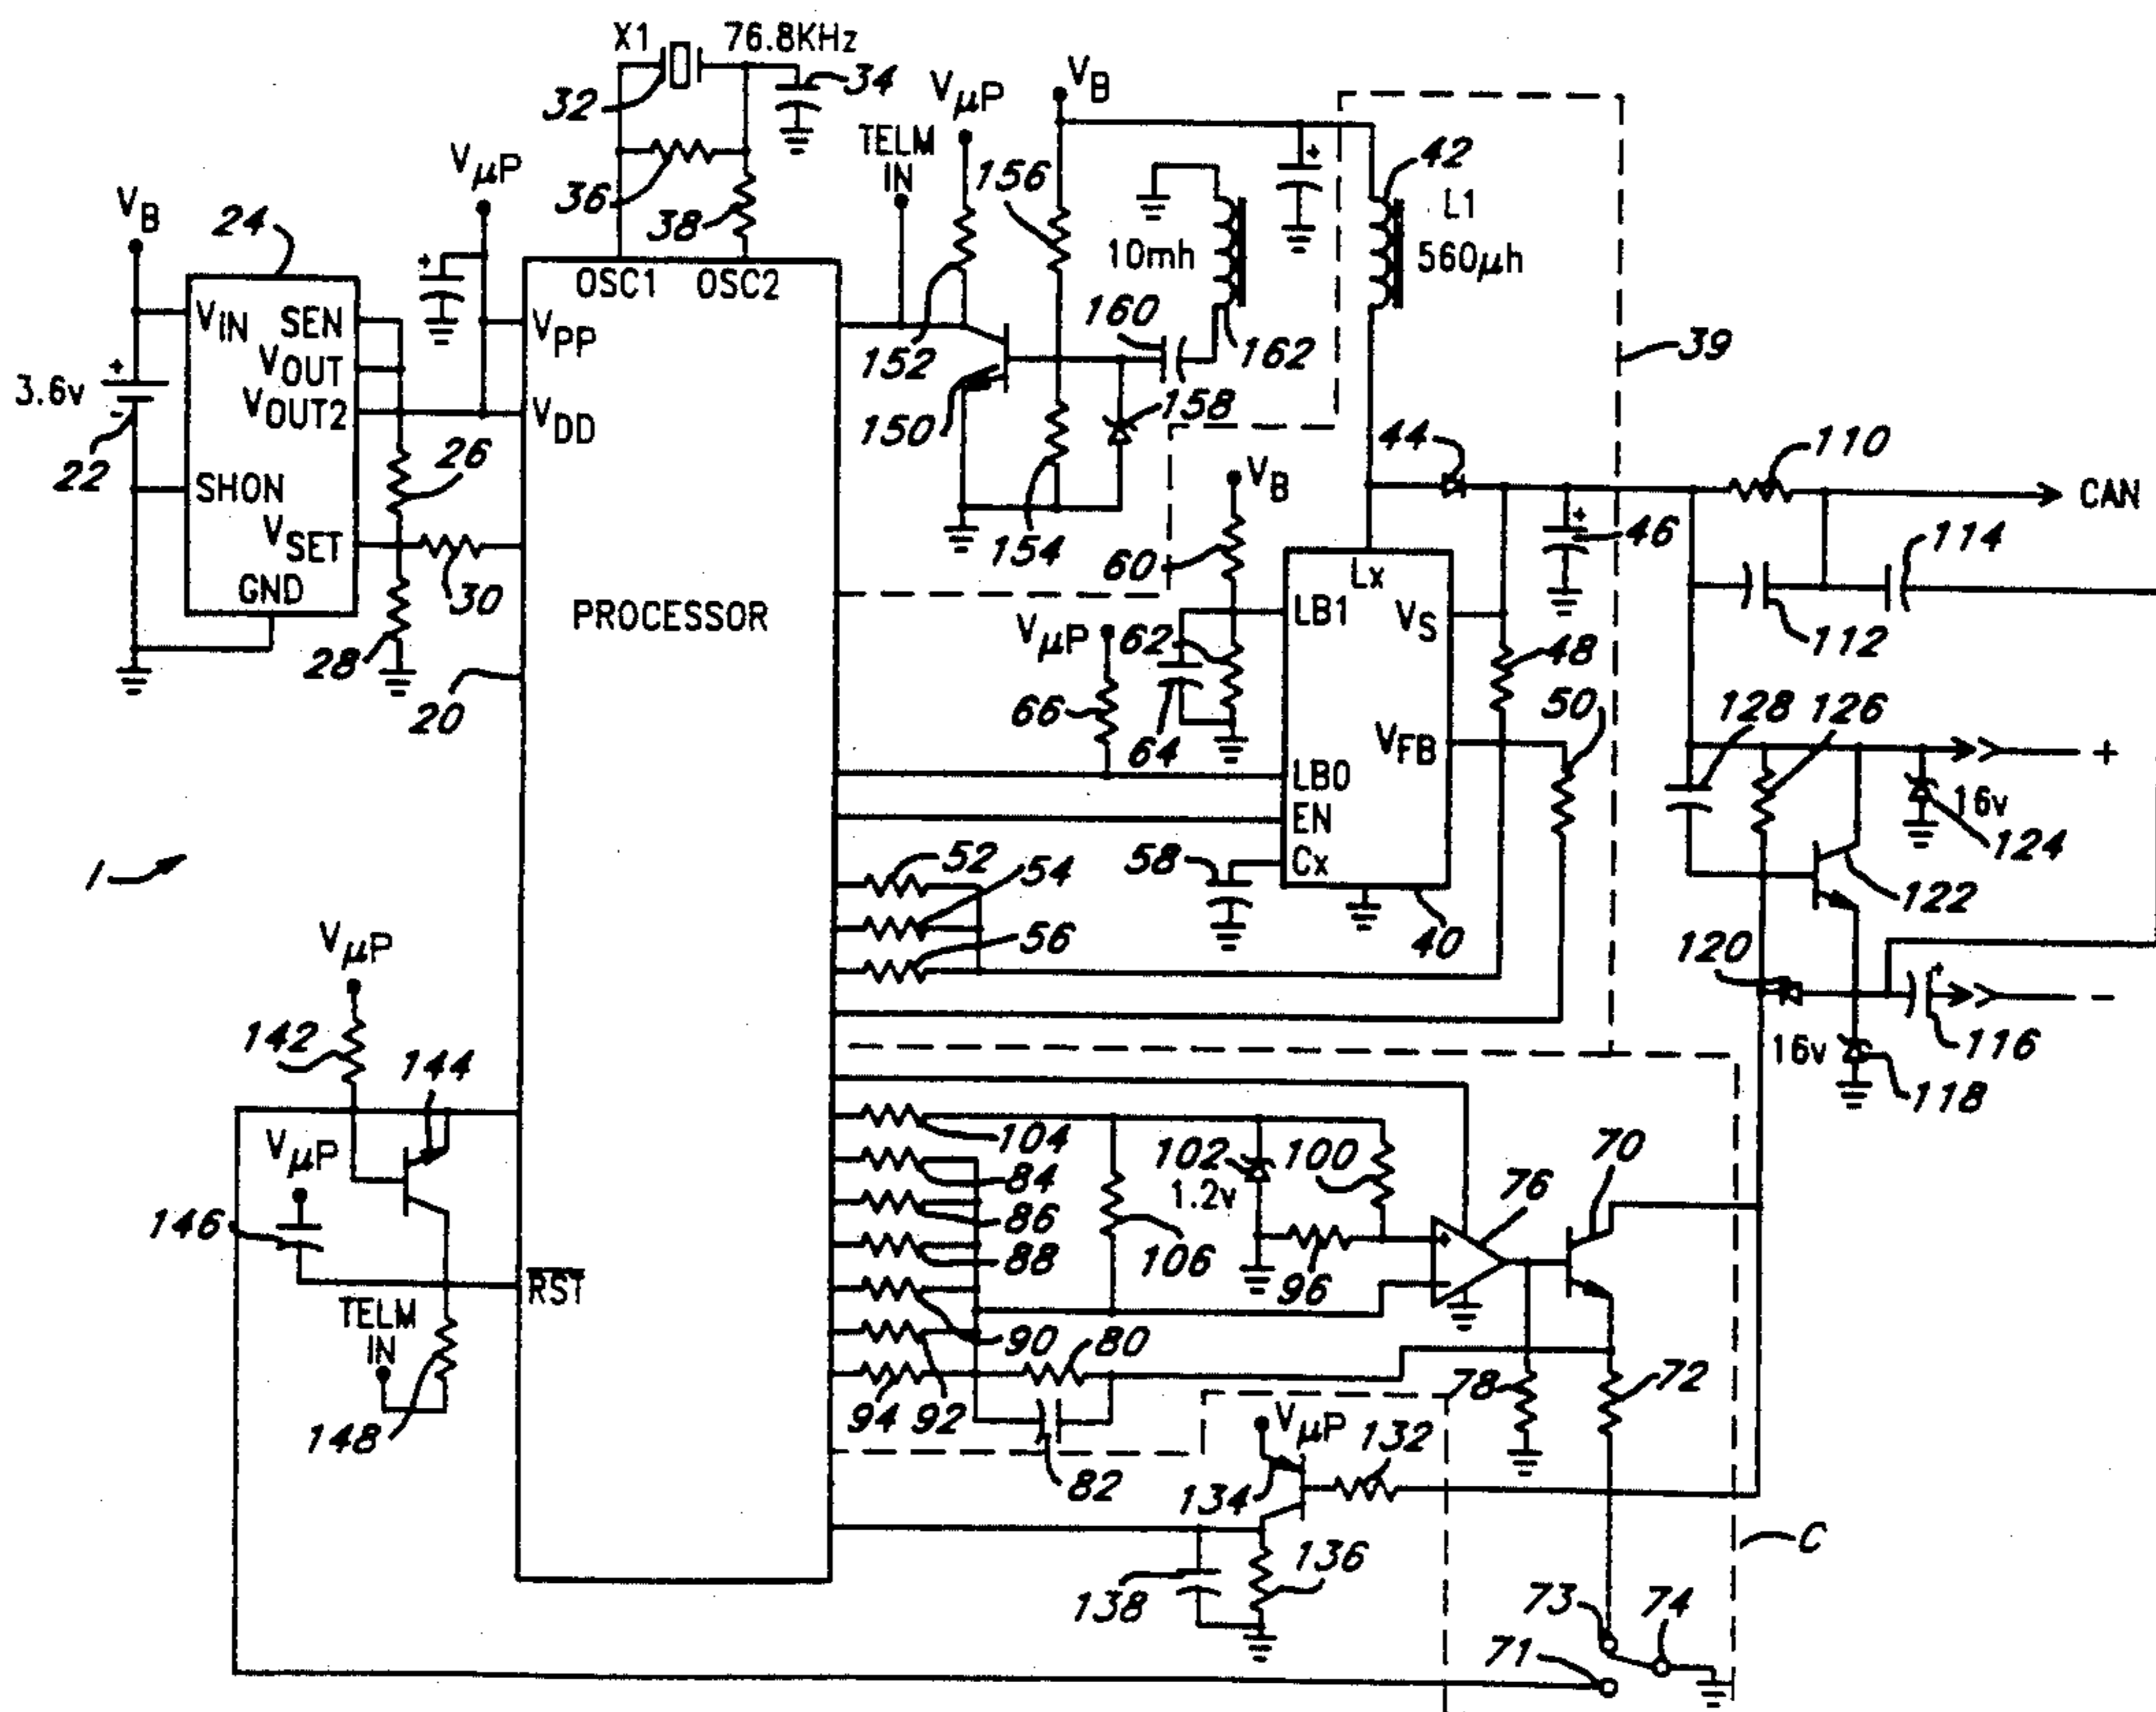 X1 76.8KHz
32
34
36
38
VμP
VB
VμP
TELM
IN
156
10mh
160
162
42
L1
560μh
39
VB
24
VIN
SEN
VOUT
VOUT2
SHON
VSET
GND
3.6v
+
-
22
26
28
30
+
OSC1 OSC2
VPP
VDD
PROCESSOR
20
RST
152
150
158
154
+
44
+
46
110
CAN
114
112
VB
60
62
64
VμP
66
Lx
LB1
VS
VFB
LBO
EN
Cx
40
48
50
58
52
54
56
128 126
+
16v
124
122
120
+
-
116
16v
118
1
VμP
142
144
VμP
146
TELM
IN
148
104
84
86
88
90
92
94
80
82
106
102
1.2v
100
96
+
-
76
70
78
72
VμP
132
134
136
138
C
73
74
71